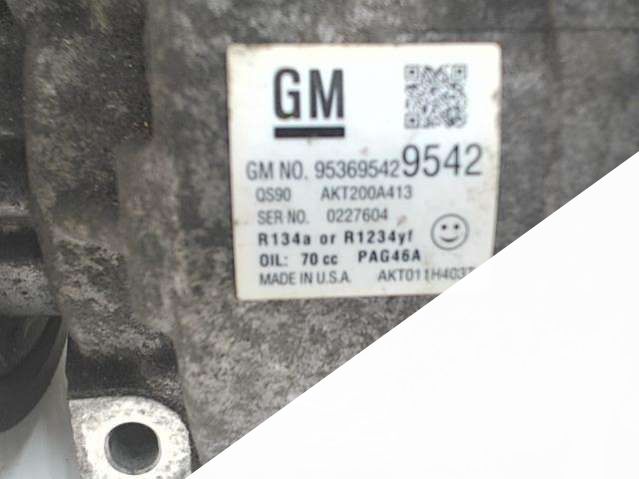 GM
GM NO. 95369542 9542
QS90 AKT200A413
SER NO. 0227604
R134a or R1234yf
OIL: 70 cc PAG46A
MADE IN U.S.A.